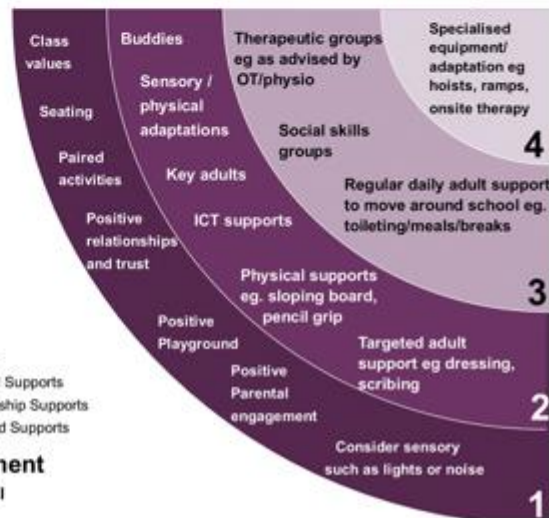 Class
values
Seating
Paired
activities
Positive
relationships
and trust
Positive
Playground
Positive
Parental
engagement
Consider sensory
such as lights or noise
1
Buddies
Sensory /
physical
adaptations
Key adults
ICT supports
Physical supports
eg. sloping board,
pencil grip
Targeted adult
support eg dressing,
scribing
2
Therapeutic groups
eg as advised by
OT/physio
Social skills
groups
Regular daily adult support
to move around school eg.
toileting/meals/breaks
3
Specialised
equipment/
adaptation eg
hoists, ramps,
onsite therapy
4
Supports
Supports
Supports